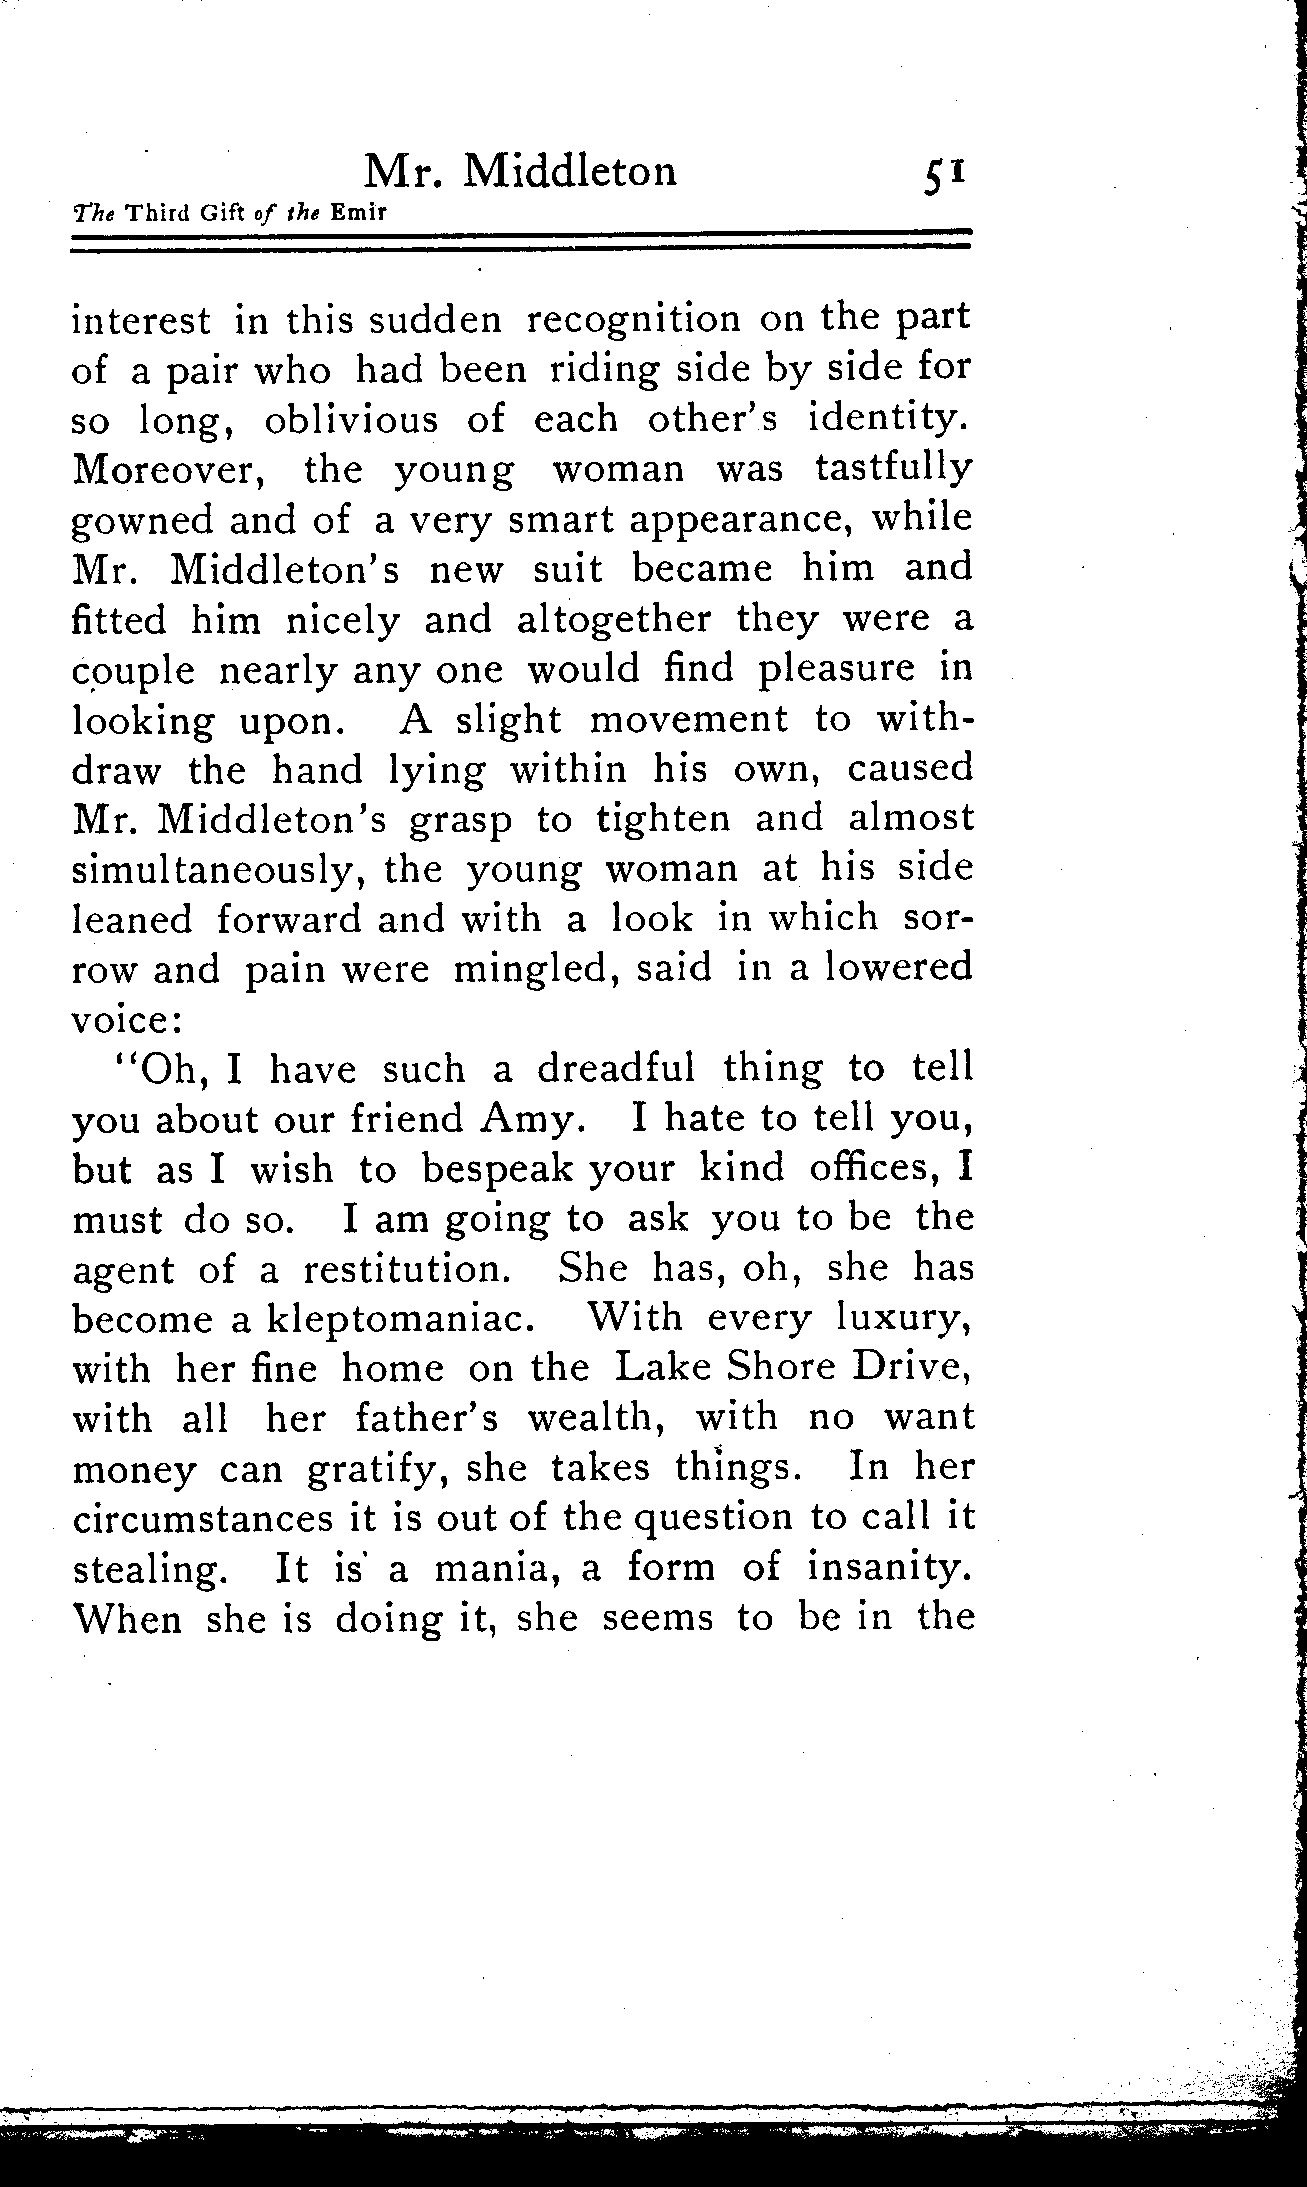 Mr. Middleton 51
The Third Gift of the Emir
interest in this sudden recognition on the part
of a pair who had been riding side by side for
so long, oblivious of each other's identity.
Moreover, the young woman was tastfully
gowned and of a very smart appearance, while
Mr. Middleton's new suit became him and
fitted him nicely and altogether they were a
couple nearly any one would find pleasure in
looking upon. A slight movement to with-
draw the hand lying within his own, caused
Mr. Middleton's grasp to tighten and almost
simultaneously, the young woman at his side
leaned forward and with a look in which sor-
row and pain were mingled, said in a lowered
voice:
"Oh, I have such a dreadful thing to tell
you about our friend Amy. I hate to tell you,
but as I wish to bespeak your kind offices, I
must do so. I am going to ask you to be the
agent of a restitution. She has, oh, she has
become a kleptomaniac. With every luxury,
with her fine home on the Lake Shore Drive,
with all her father's wealth, with no want
money can gratify, she takes things. In her
circumstances it is out of the question to call it
stealing. It is a mania, a form of insanity.
When she is doing it, she seems to be in the